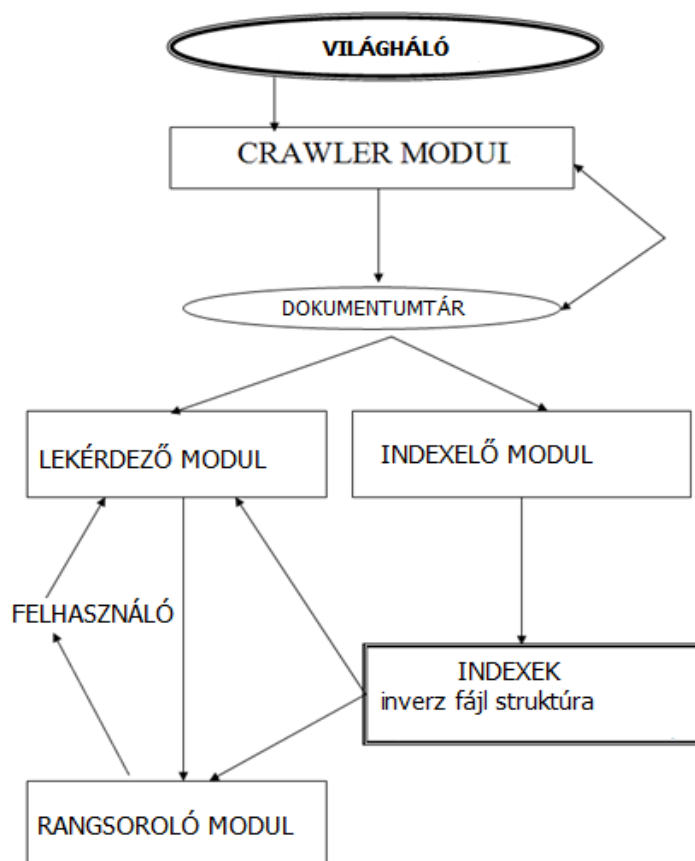 VILÁGHÁLÓ
CRAWLER MODUL
DOKUMENTUMTÁR
LEKÉRDEZŐ MODUL
INDEXELŐ MODUL
FELHASZNÁLÓ
INDEXEK
inverz fájl struktúra
RANGSOROLÓ MODUL